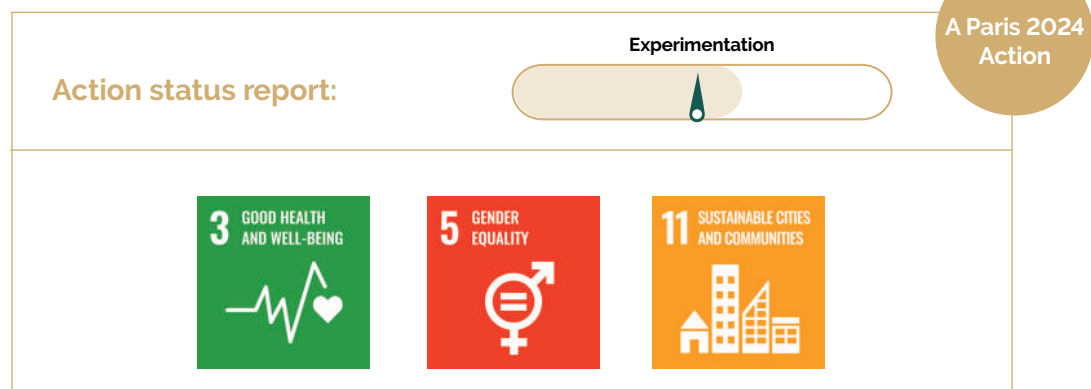 A Paris 2024
Action
Experimentation
Action status report:
3 GOOD HEALTH
AND WELL-BEING
5 GENDER
EQUALITY
11 SUSTAINABLE CITIES
AND COMMUNITIES